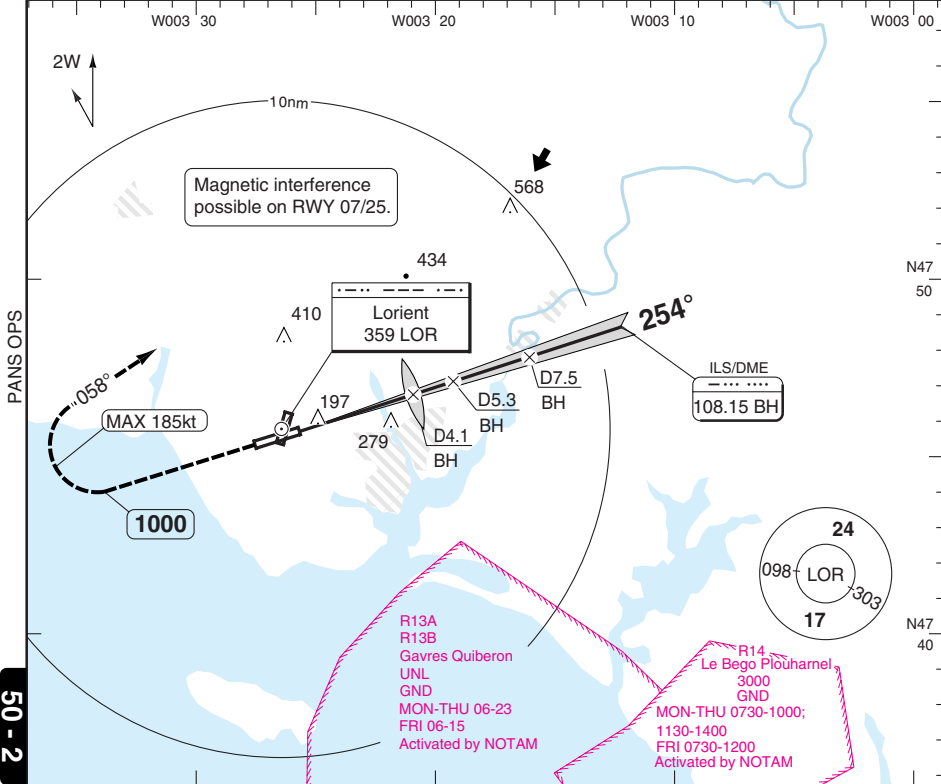 W003 30
W003 20
W003 10
W003 00
2W
10nm
568
Magnetic interference
possible on RWY 07/25.
434
N47
50
Lorient
359 LOR
410
254°
PANS OPS
ILS/DME
108.15 BH
D7.5
BH
058°
D5.3
BH
197
MAX 185kt
279
D4.1
BH
1000
24
098
LOR
303
17
N47
40
R13A
R13B
Gavres Quiberon
UNL
GND
MON-THU 06-23
FRI 06-15
Activated by NOTAM
R14
Le Bego Plouharnel
3000
GND
MON-THU 0730-1000;
1130-1400
FRI 0730-1200
Activated by NOTAM
50 - 2